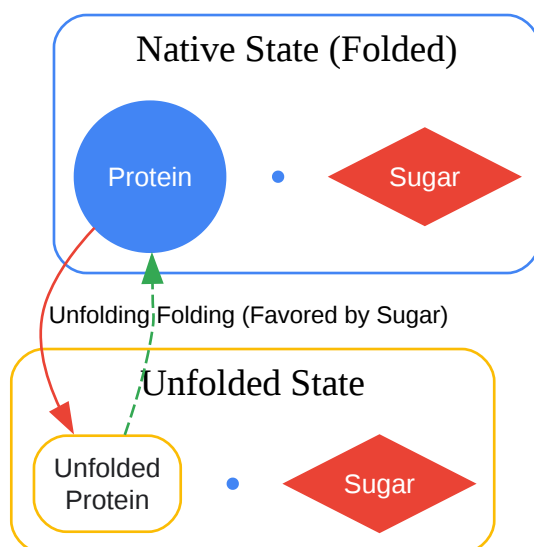 Native State (Folded)
Protein
Sugar
Unfolding Folding (Favored by Sugar)
Unfolded State
Unfolded
Protein
Sugar